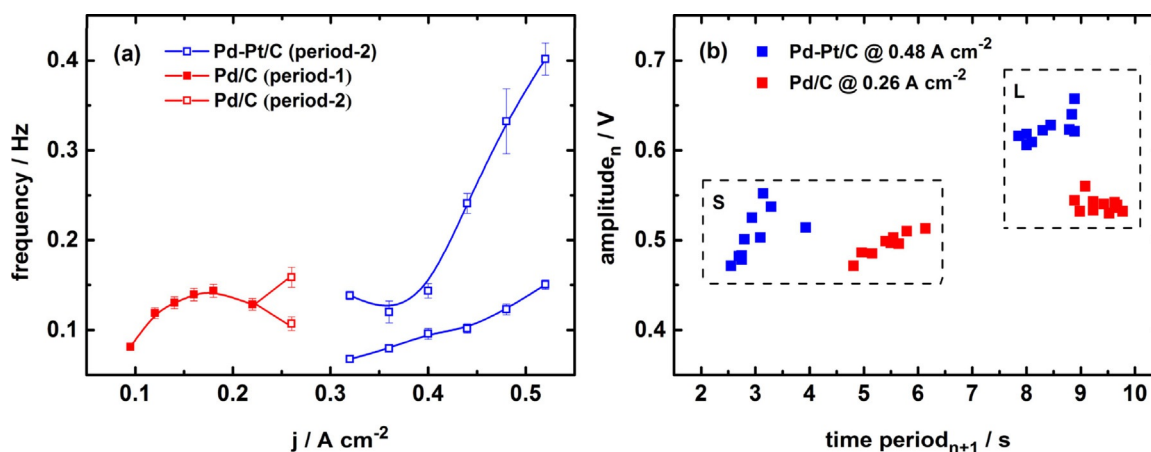 (a)
Pd-Pt/C (period-2)
Pd/C (period-1)
Pd/C (period-2)
frequency / Hz
0.4
0.3
0.2
0.1
0.1 0.2 0.3 0.4 0.5
j / A cm-2
(b)
Pd-Pt/C @ 0.48 A cm-2
Pd/C @ 0.26 A cm-2
S
L
amplituden / V
0.7
0.6
0.5
0.4
2 3 4 5 6 7 8 9 10
time periodn+1 / s